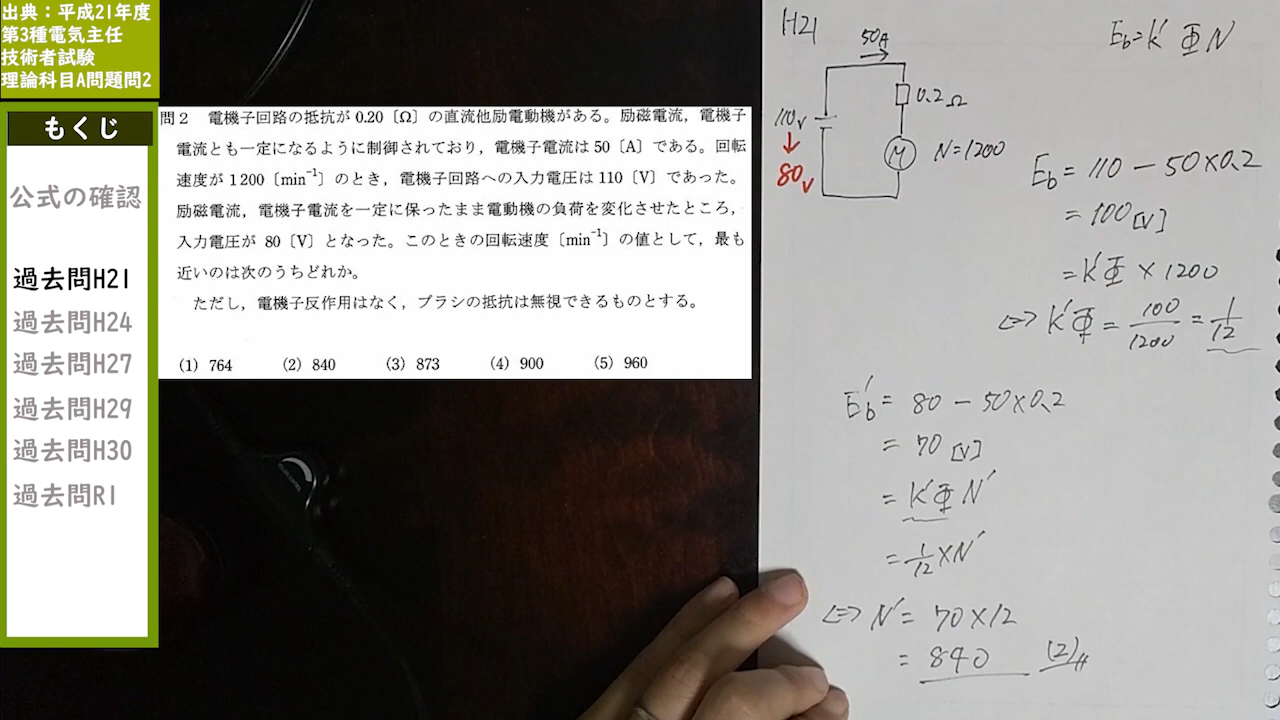 出典：平成21年度
第3種電気主任
技術者試験
理論科目A問題問2
もくじ
公式の確認
過去問H21
過去問H24
過去問H27
過去問H29
過去問H30
過去問R1
問2 電機子回路の抵抗が 0.20〔Ω〕の直流他励電動機がある。励磁電流，電機子
電流とも一定になるように制御されており，電機子電流は 50〔A〕である。回転
速度が 1200〔min⁻¹〕のとき，電機子回路への入力電圧は 110〔V〕であった。
励磁電流，電機子電流を一定に保ったまま電動機の負荷を変化させたところ，
入力電圧が 80〔V〕となった。このときの回転速度〔min⁻¹〕の値として，最も
近いのは次のうちどれか。
ただし，電機子反作用はなく，ブラシの抵抗は無視できるものとする。
(1) 764 (2) 840 (3) 873 (4) 900 (5) 960
H21
50A
0.2Ω
110V
↓
80V
M
N=1200
Eb=K'ΦN
Eb= 110 - 50×0.2
= 100[V]
= K'Φ × 1200
⇔ K'Φ = 100/1200 = 1/12
Eb'= 80 - 50×0.2
= 70[V]
= K'ΦN'
= 1/12×N'
⇔ N'= 70×12
= 840 (2)